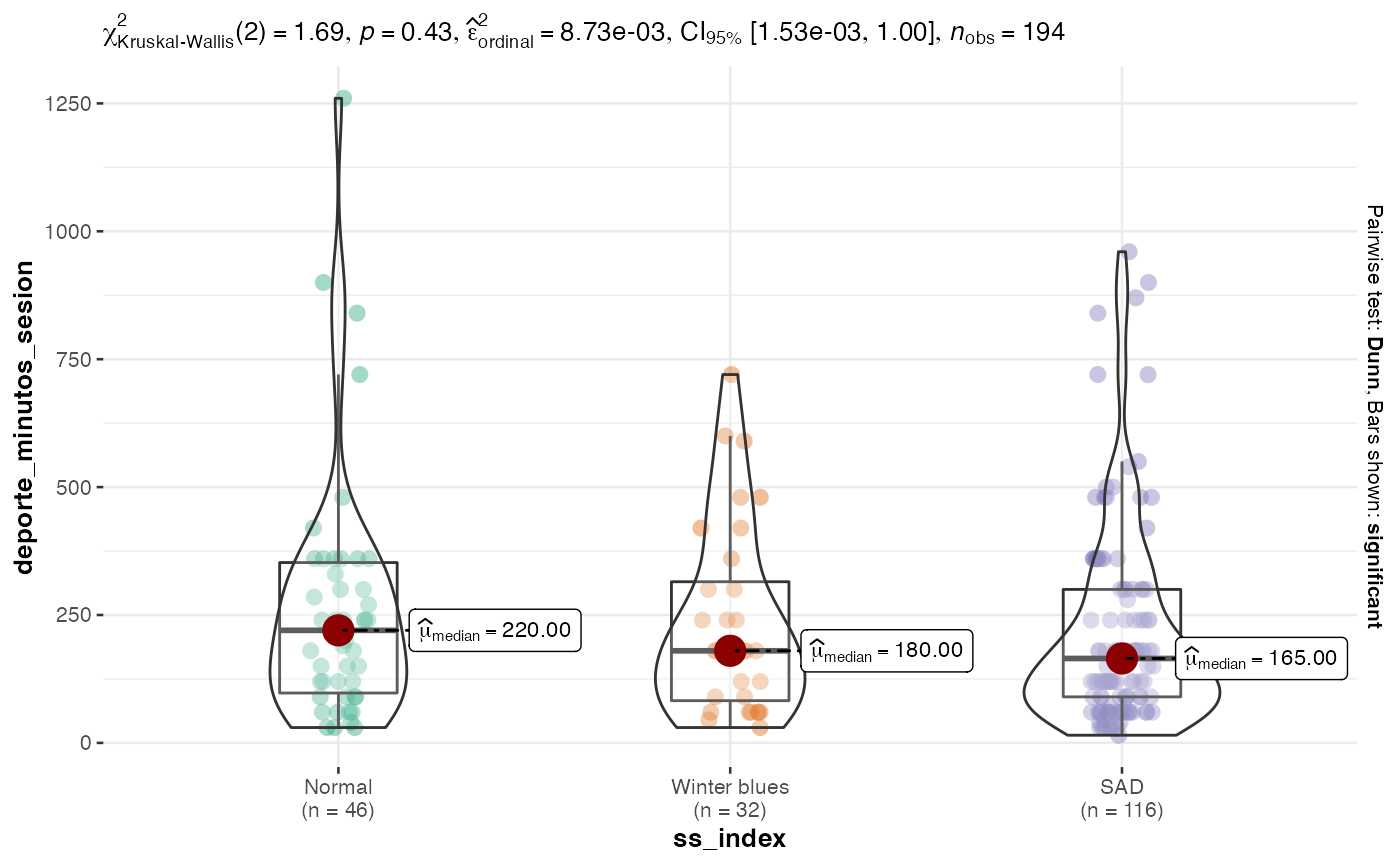 χ²Kruskal-Wallis(2) = 1.69, p = 0.43, ε̂²ordinal = 8.73e-03, CI95% [1.53e-03, 1.00], nobs = 194
1250
1000
750
500
250
0
deporte_minutos_sesion
μ̂median = 220.00
μ̂median = 180.00
μ̂median = 165.00
Pairwise test: Dunn, Bars shown: significant
Normal
(n = 46)
Winter blues
(n = 32)
SAD
(n = 116)
ss_index